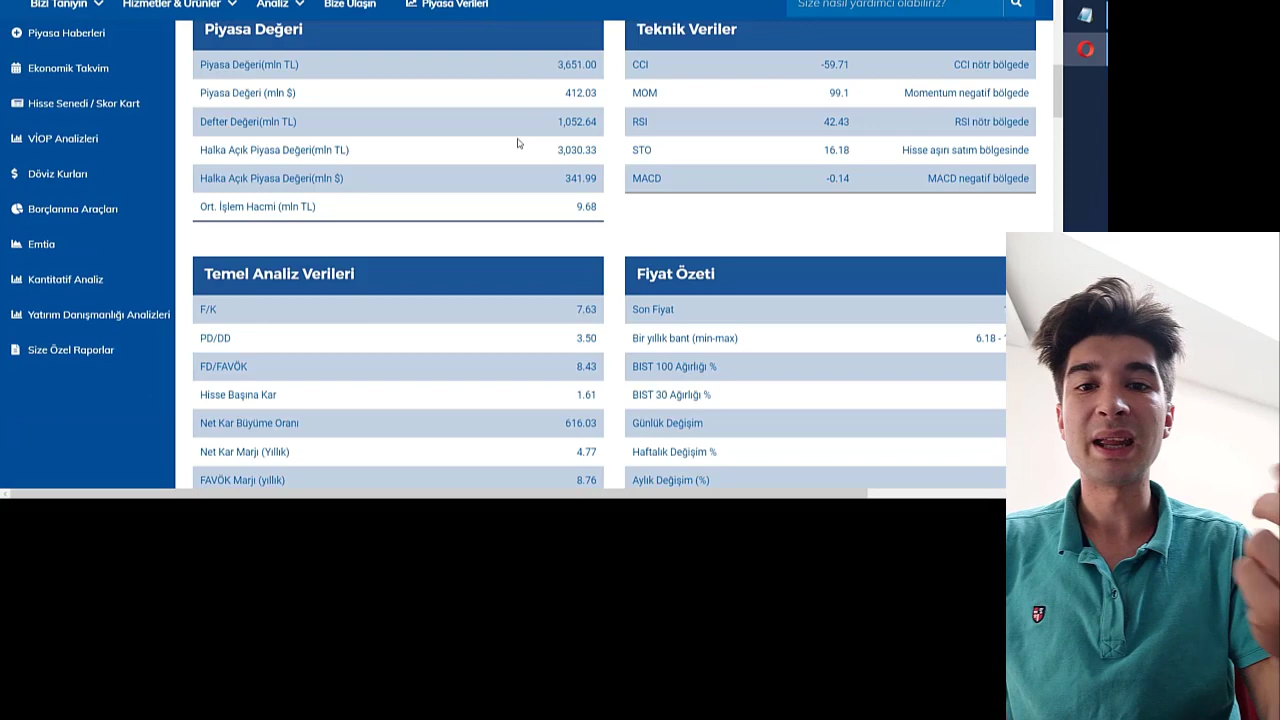 Bizi Tanıyın Hizmetler & Ürünler Analiz Bize Ulaşın Piyasa Verileri Size nasıl yardımcı olabiliriz?
Piyasa Haberleri
Ekonomik Takvim
Hisse Senedi / Skor Kart
VİOP Analizleri
Döviz Kurları
Borçlanma Araçları
Emtia
Kantitatif Analiz
Yatırım Danışmanlığı Analizleri
Size Özel Raporlar
Piyasa Değeri
Piyasa Değeri(mln TL) 3,651.00
Piyasa Değeri (mln $) 412.03
Defter Değeri(mln TL) 1,052.64
Halka Açık Piyasa Değeri(mln TL) 3,030.33
Halka Açık Piyasa Değeri(mln $) 341.99
Ort. İşlem Hacmi (mln TL) 9.68
Teknik Veriler
CCI -59.71 CCI nötr bölgede
MOM 99.1 Momentum negatif bölgede
RSI 42.43 RSI nötr bölgede
STO 16.18 Hisse aşırı satım bölgesinde
MACD -0.14 MACD negatif bölgede
Temel Analiz Verileri
F/K 7.63
PD/DD 3.50
FD/FAVÖK 8.43
Hisse Başına Kar 1.61
Net Kar Büyüme Oranı 616.03
Net Kar Marjı (Yıllık) 4.77
FAVÖK Marjı (yıllık) 8.76
Fiyat Özeti
Son Fiyat
Bir yıllık bant (min-max) 6.18 -
BIST 100 Ağırlığı %
BIST 30 Ağırlığı %
Günlük Değişim
Haftalık Değişim %
Aylık Değişim (%)